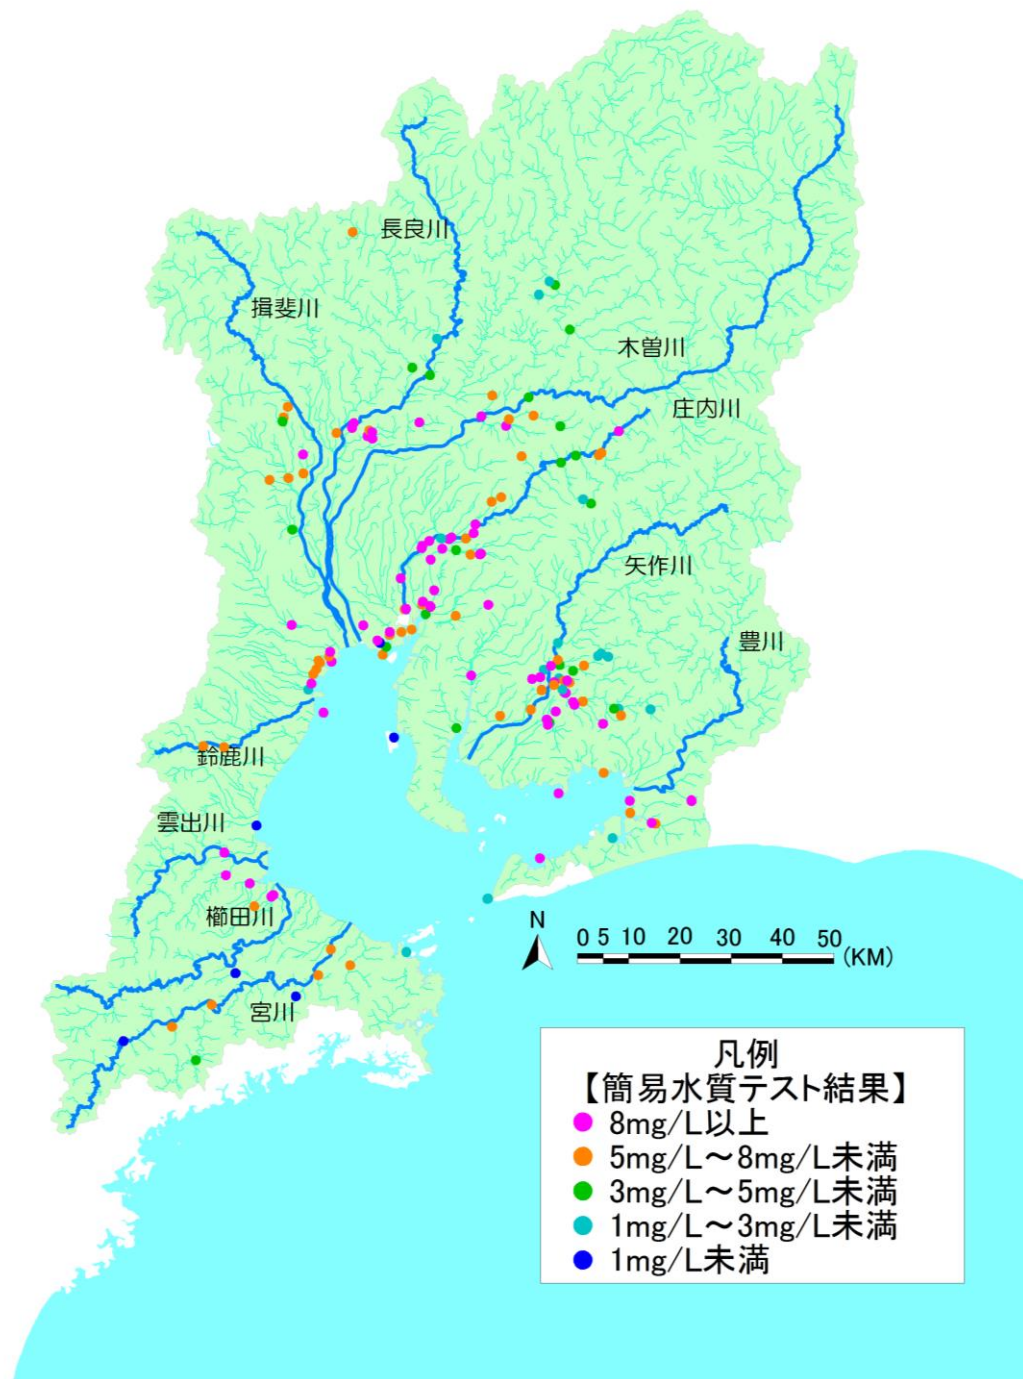 長良川
揖斐川
木曽川
庄内川
矢作川
豊川
鈴鹿川
雲出川
櫛田川
宮川
N
0 5 10 20 30 40 50 (KM)
凡例
【簡易水質テスト結果】
8mg/L以上
5mg/L～8mg/L未満
3mg/L～5mg/L未満
1mg/L～3mg/L未満
1mg/L未満